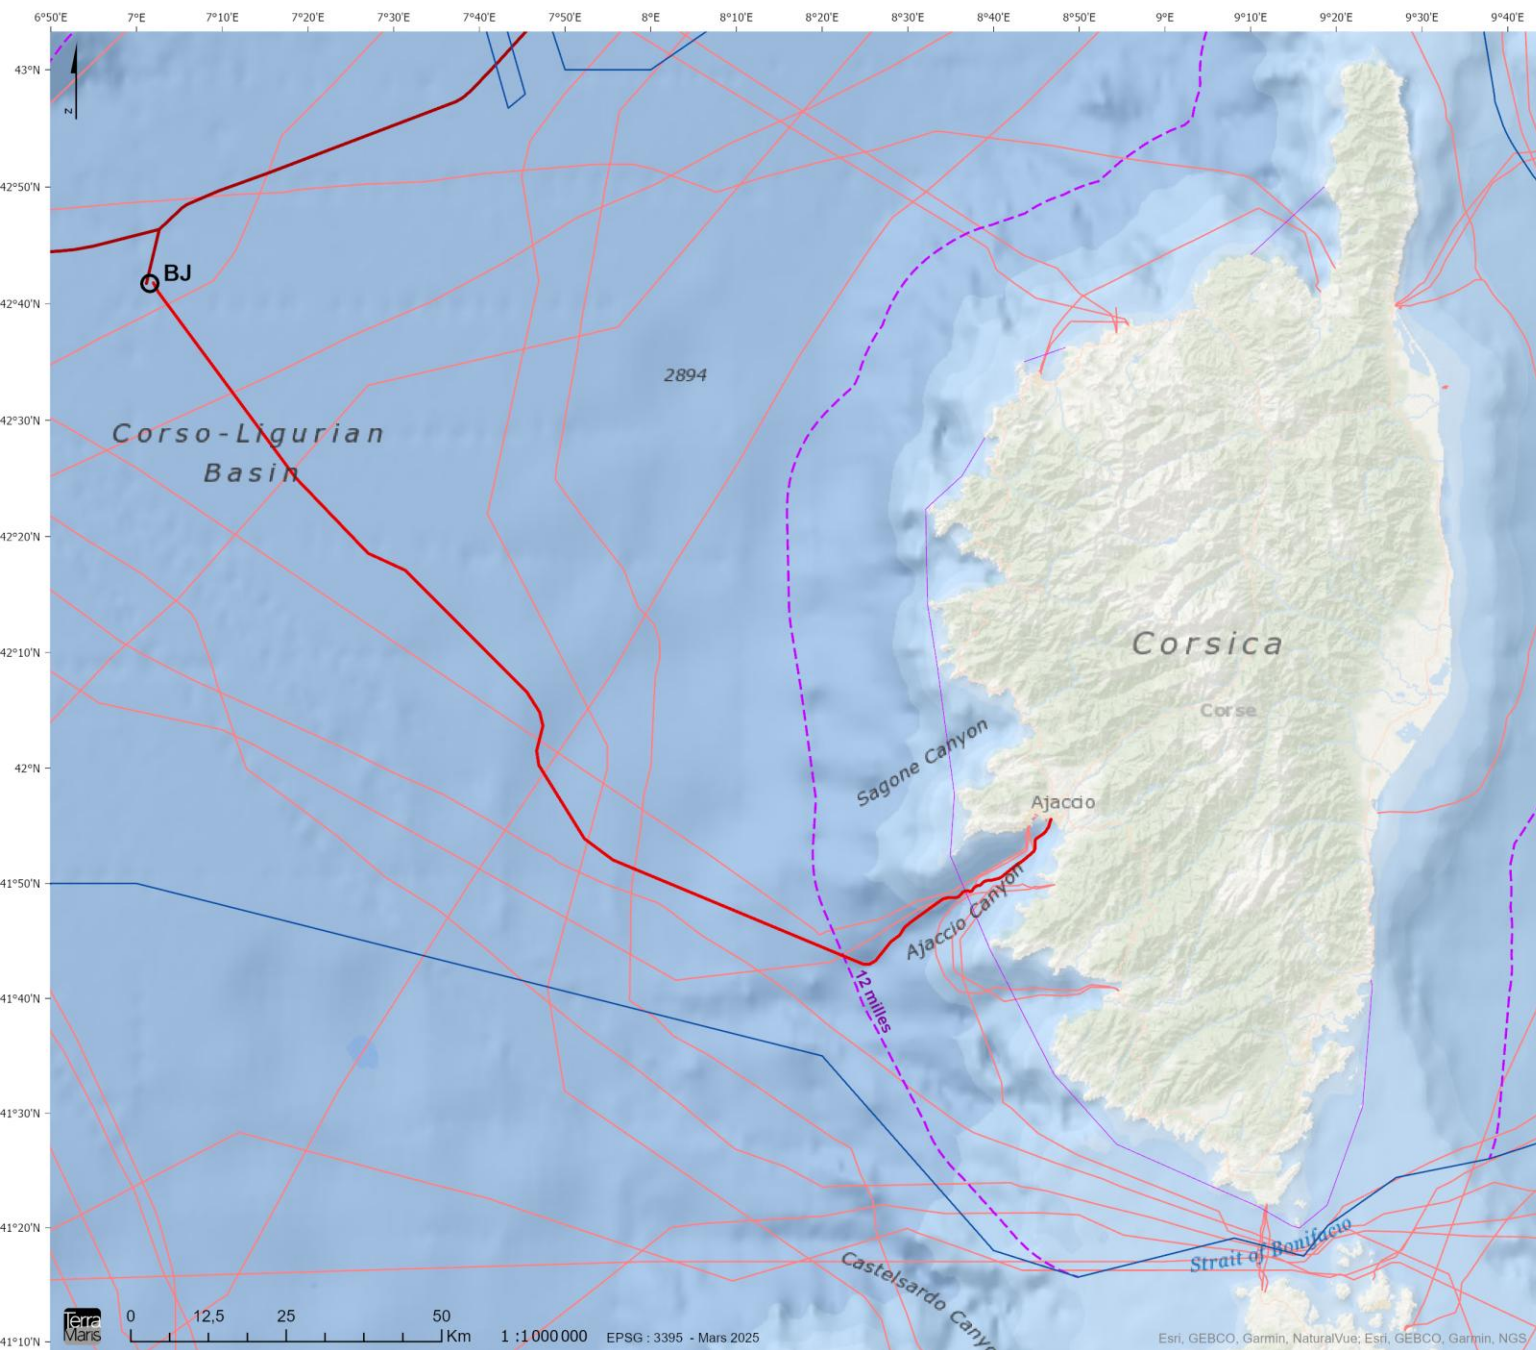 6°50'E 7°0'E 7°10'E 7°20'E 7°30'E 7°40'E 7°50'E 8°E 8°10'E 8°20'E 8°30'E 8°40'E 8°50'E 9°E 9°10'E 9°20'E 9°30'E 9°40'E
43°N
z
42°50'N
BJ
42°40'N
2894
42°30'N
Corso-Ligurian
Basin
42°20'N
42°10'N
Corsica
Corse
42°N
Sagone Canyon
Ajaccio
41°50'N
Ajaccio Canyon
12 milles
41°40'N
41°30'N
41°20'N
Strait of Bonifacio
Castelsardo Canyo
Terra
Maris
0 12,5 25 50
Km
1 :1 000 000
EPSG : 3395 - Mars 2025
41°10'N
Esri, GEBCO, Garmin, NaturalVue; Esri, GEBCO, Garmin, NGS